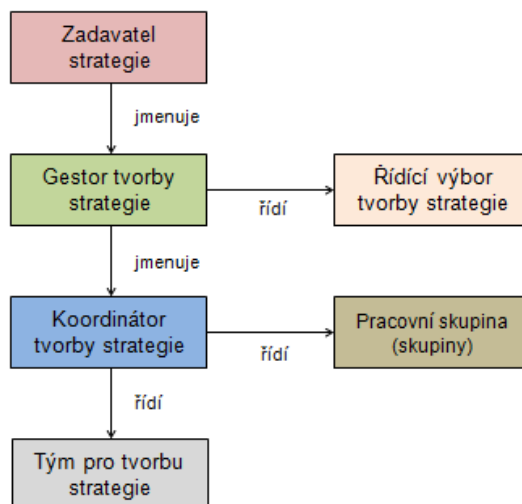 Zadavatel
strategie
jmenuje
Gestor tvorby
strategie
řídí
Řídící výbor
tvorby strategie
jmenuje
Koordinátor
tvorby strategie
řídí
Pracovní skupina
(skupiny)
řídí
Tým pro tvorbu
strategie